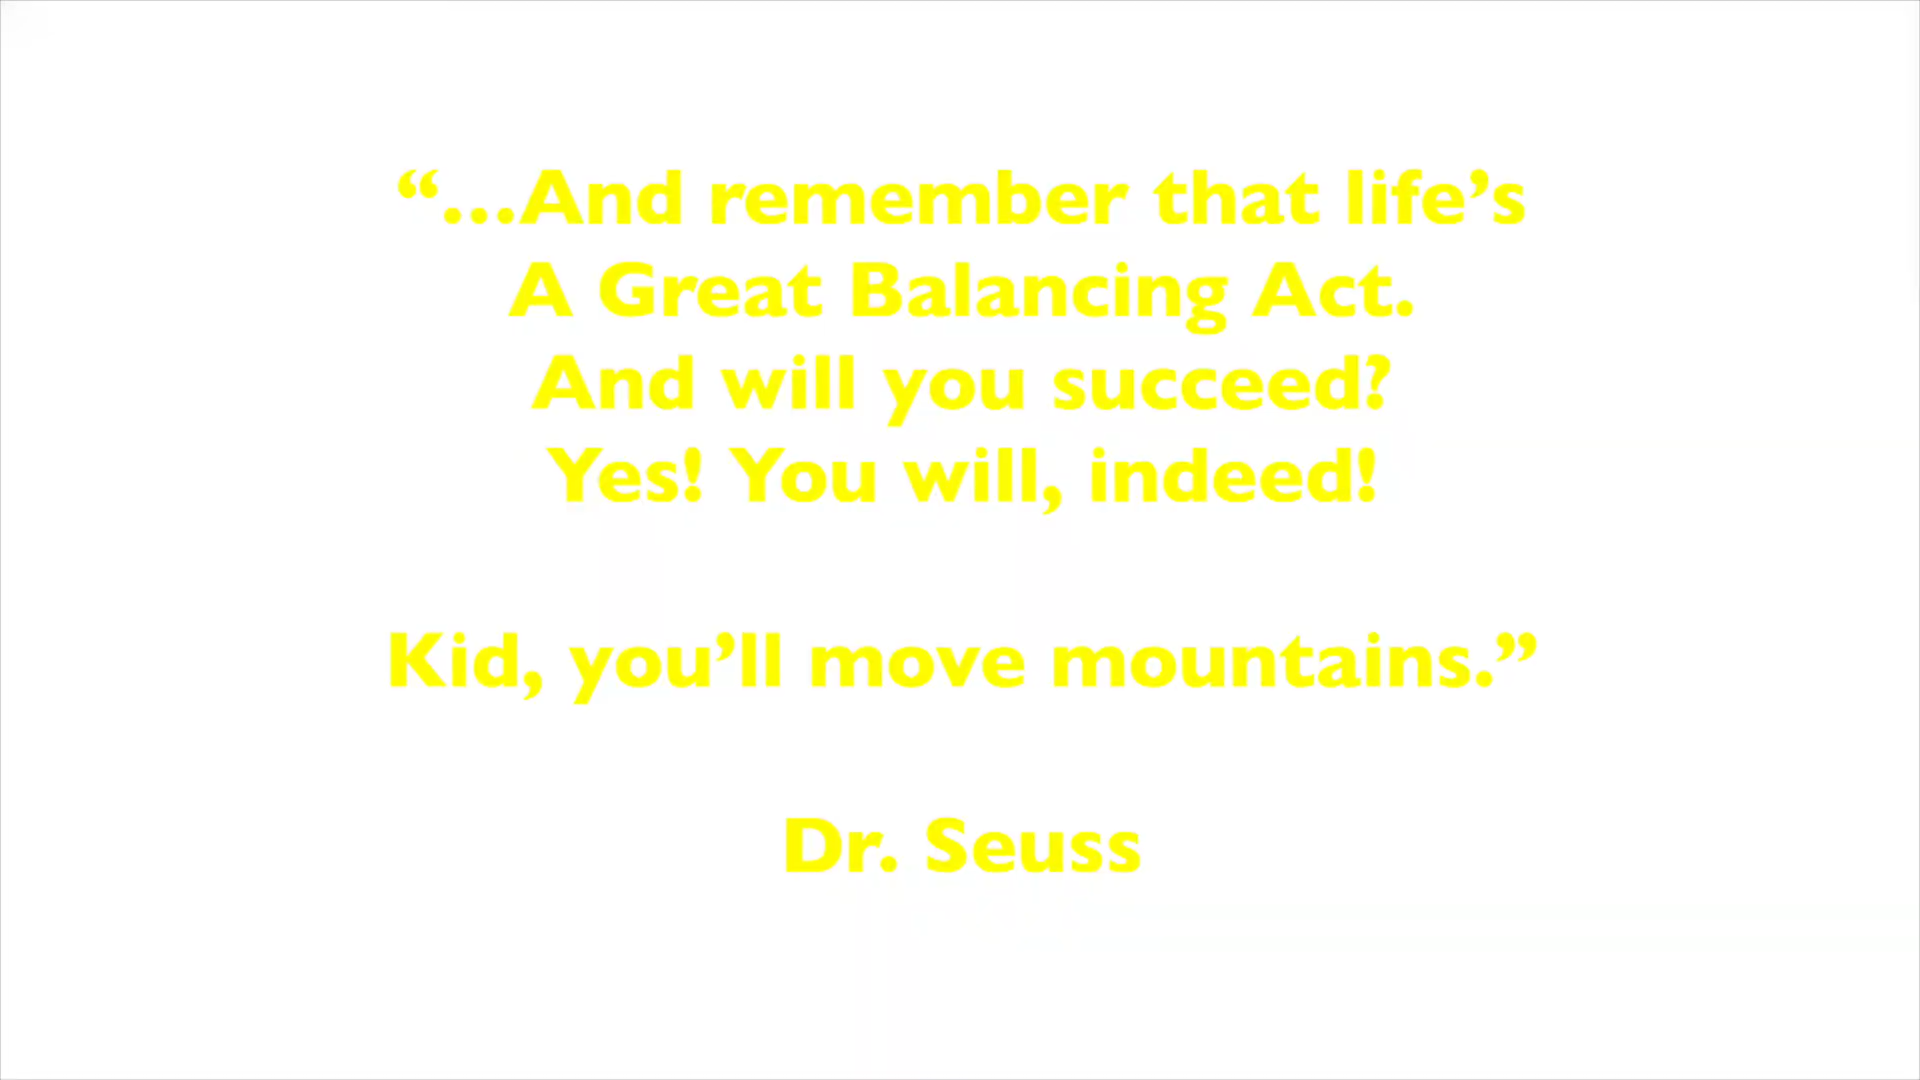 “…And remember that life’s
A Great Balancing Act.
And will you succeed?
Yes! You will, indeed!
Kid, you’ll move mountains.”
Dr. Seuss